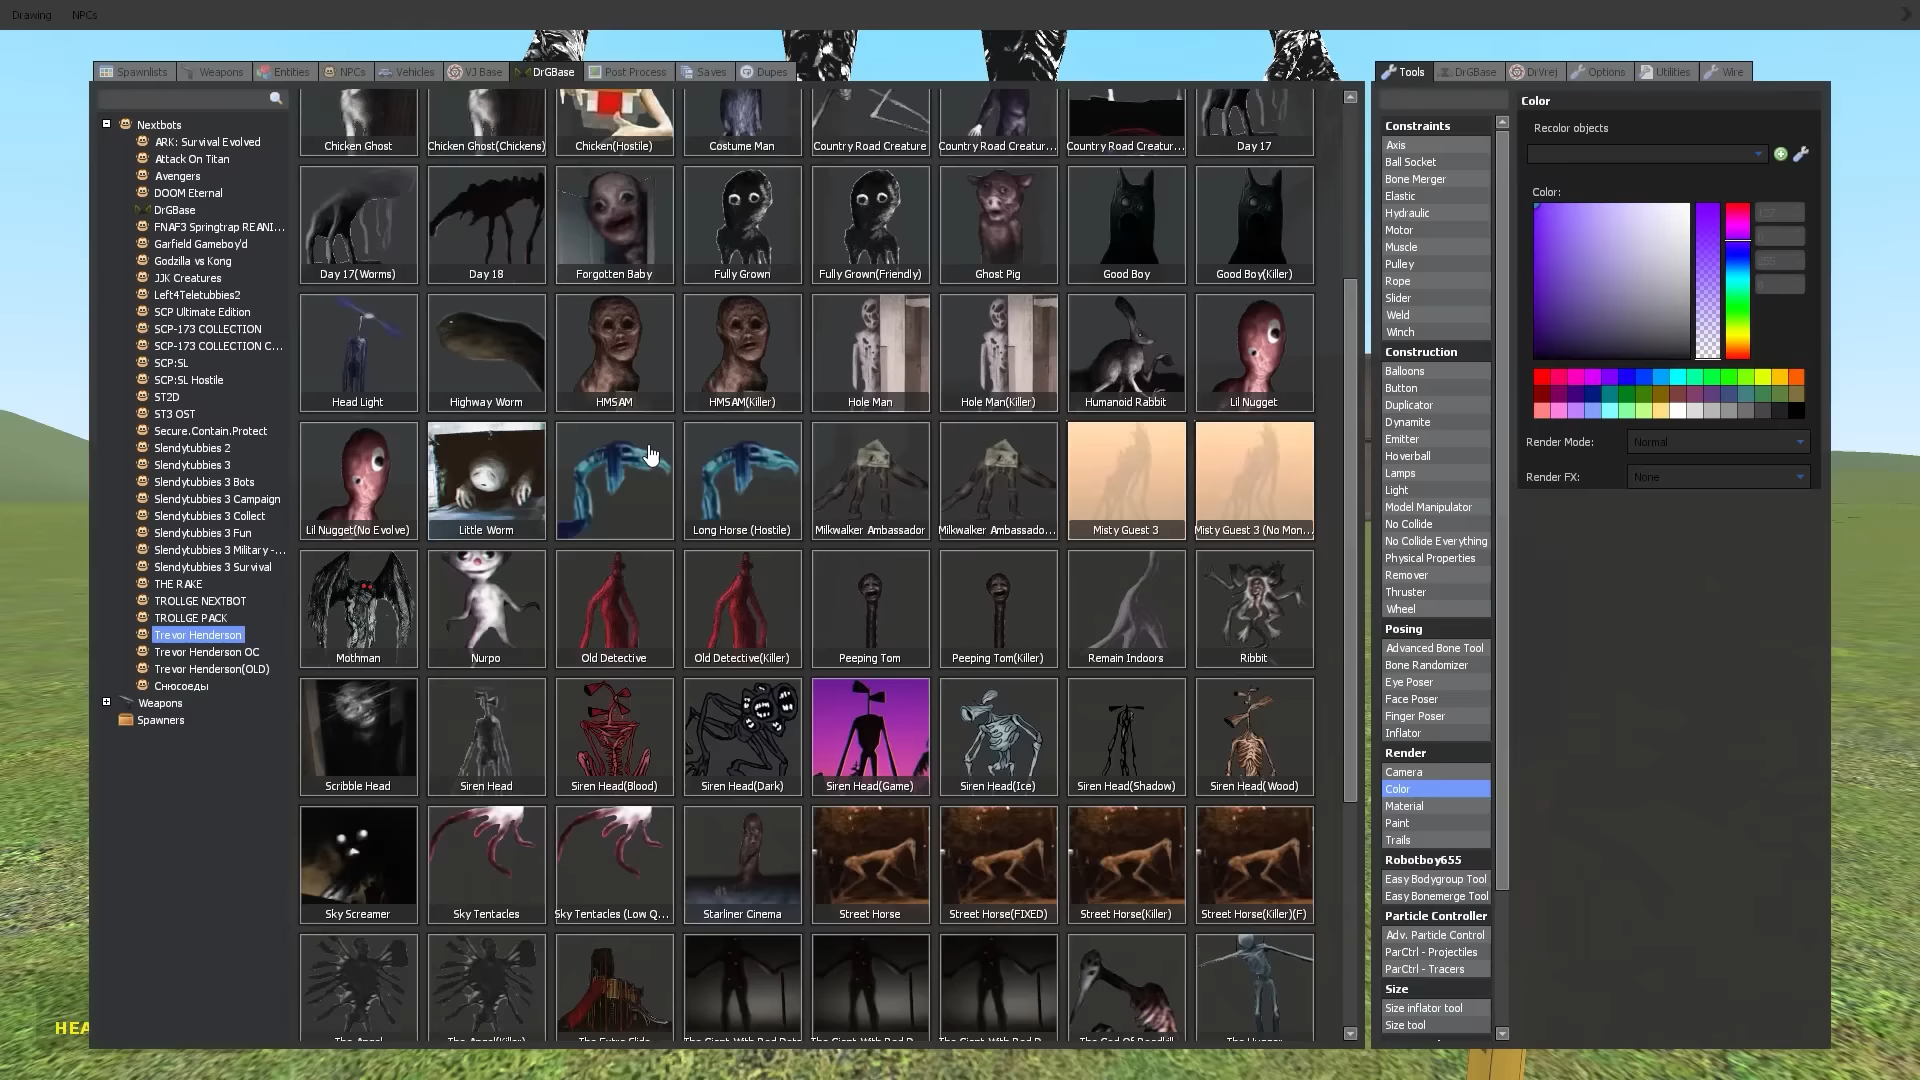 Drawing NPCs
Spawnlists Weapons Entities NPCs Vehicles VJ Base DrGBase Post Process Saves Dupes
Tools DrGBase DrVrej Options Utilities Wire
Nextbots
ARK: Survival Evolved
Attack On Titan
Avengers
DOOM Eternal
DrGBase
FNAF3 Springtrap REANI...
Garfield Gameboy'd
Godzilla vs Kong
JJK Creatures
Left4Teletubbies2
SCP Ultimate Edition
SCP-173 COLLECTION
SCP-173 COLLECTION C...
SCP:SL
SCP:SL Hostile
ST2D
ST3 OST
Secure.Contain.Protect
Slendytubbies 2
Slendytubbies 3
Slendytubbies 3 Bots
Slendytubbies 3 Campaign
Slendytubbies 3 Collect
Slendytubbies 3 Fun
Slendytubbies 3 Military -...
Slendytubbies 3 Survival
THE RAKE
TROLLGE NEXTBOT
TROLLGE PACK
Trevor Henderson
Trevor Henderson OC
Trevor Henderson(OLD)
Снюсоеды
Weapons
Spawners
Chicken Ghost Chicken Ghost(Chickens) Chicken(Hostile) Costume Man Country Road Creature Country Road Creatur... Country Road Creatur... Day 17
Day 17(Worms) Day 18 Forgotten Baby Fully Grown Fully Grown(Friendly) Ghost Pig Good Boy Good Boy(Killer)
Head Light Highway Worm HMSAM HMSAM(Killer) Hole Man Hole Man(Killer) Humanoid Rabbit Lil Nugget
Lil Nugget(No Evolve) Little Worm Long Horse (Hostile) Milkwalker Ambassador Milkwalker Ambassado... Misty Guest 3 Misty Guest 3 (No Mon...
Mothman Nurpo Old Detective Old Detective(Killer) Peeping Tom Peeping Tom(Killer) Remain Indoors Ribbit
Scribble Head Siren Head Siren Head(Blood) Siren Head(Dark) Siren Head(Game) Siren Head(Ice) Siren Head(Shadow) Siren Head(Wood)
Sky Screamer Sky Tentacles Sky Tentacles (Low Q... Starliner Cinema Street Horse Street Horse(FIXED) Street Horse(Killer) Street Horse(Killer)(F)
HEA
Constraints
Axis
Ball Socket
Bone Merger
Elastic
Hydraulic
Motor
Muscle
Pulley
Rope
Slider
Weld
Winch
Construction
Balloons
Button
Duplicator
Dynamite
Emitter
Hoverball
Lamps
Light
Model Manipulator
No Collide
No Collide Everything
Physical Properties
Remover
Thruster
Wheel
Posing
Advanced Bone Tool
Bone Randomizer
Eye Poser
Face Poser
Finger Poser
Inflator
Render
Camera
Color
Material
Paint
Trails
Robotboy655
Easy Bodygroup Tool
Easy Bonemerge Tool
Particle Controller
Adv. Particle Control
ParCtrl - Projectiles
ParCtrl - Tracers
Size
Size inflator tool
Size tool
Color
Recolor objects
Color:
Render Mode: Normal
Render FX: None